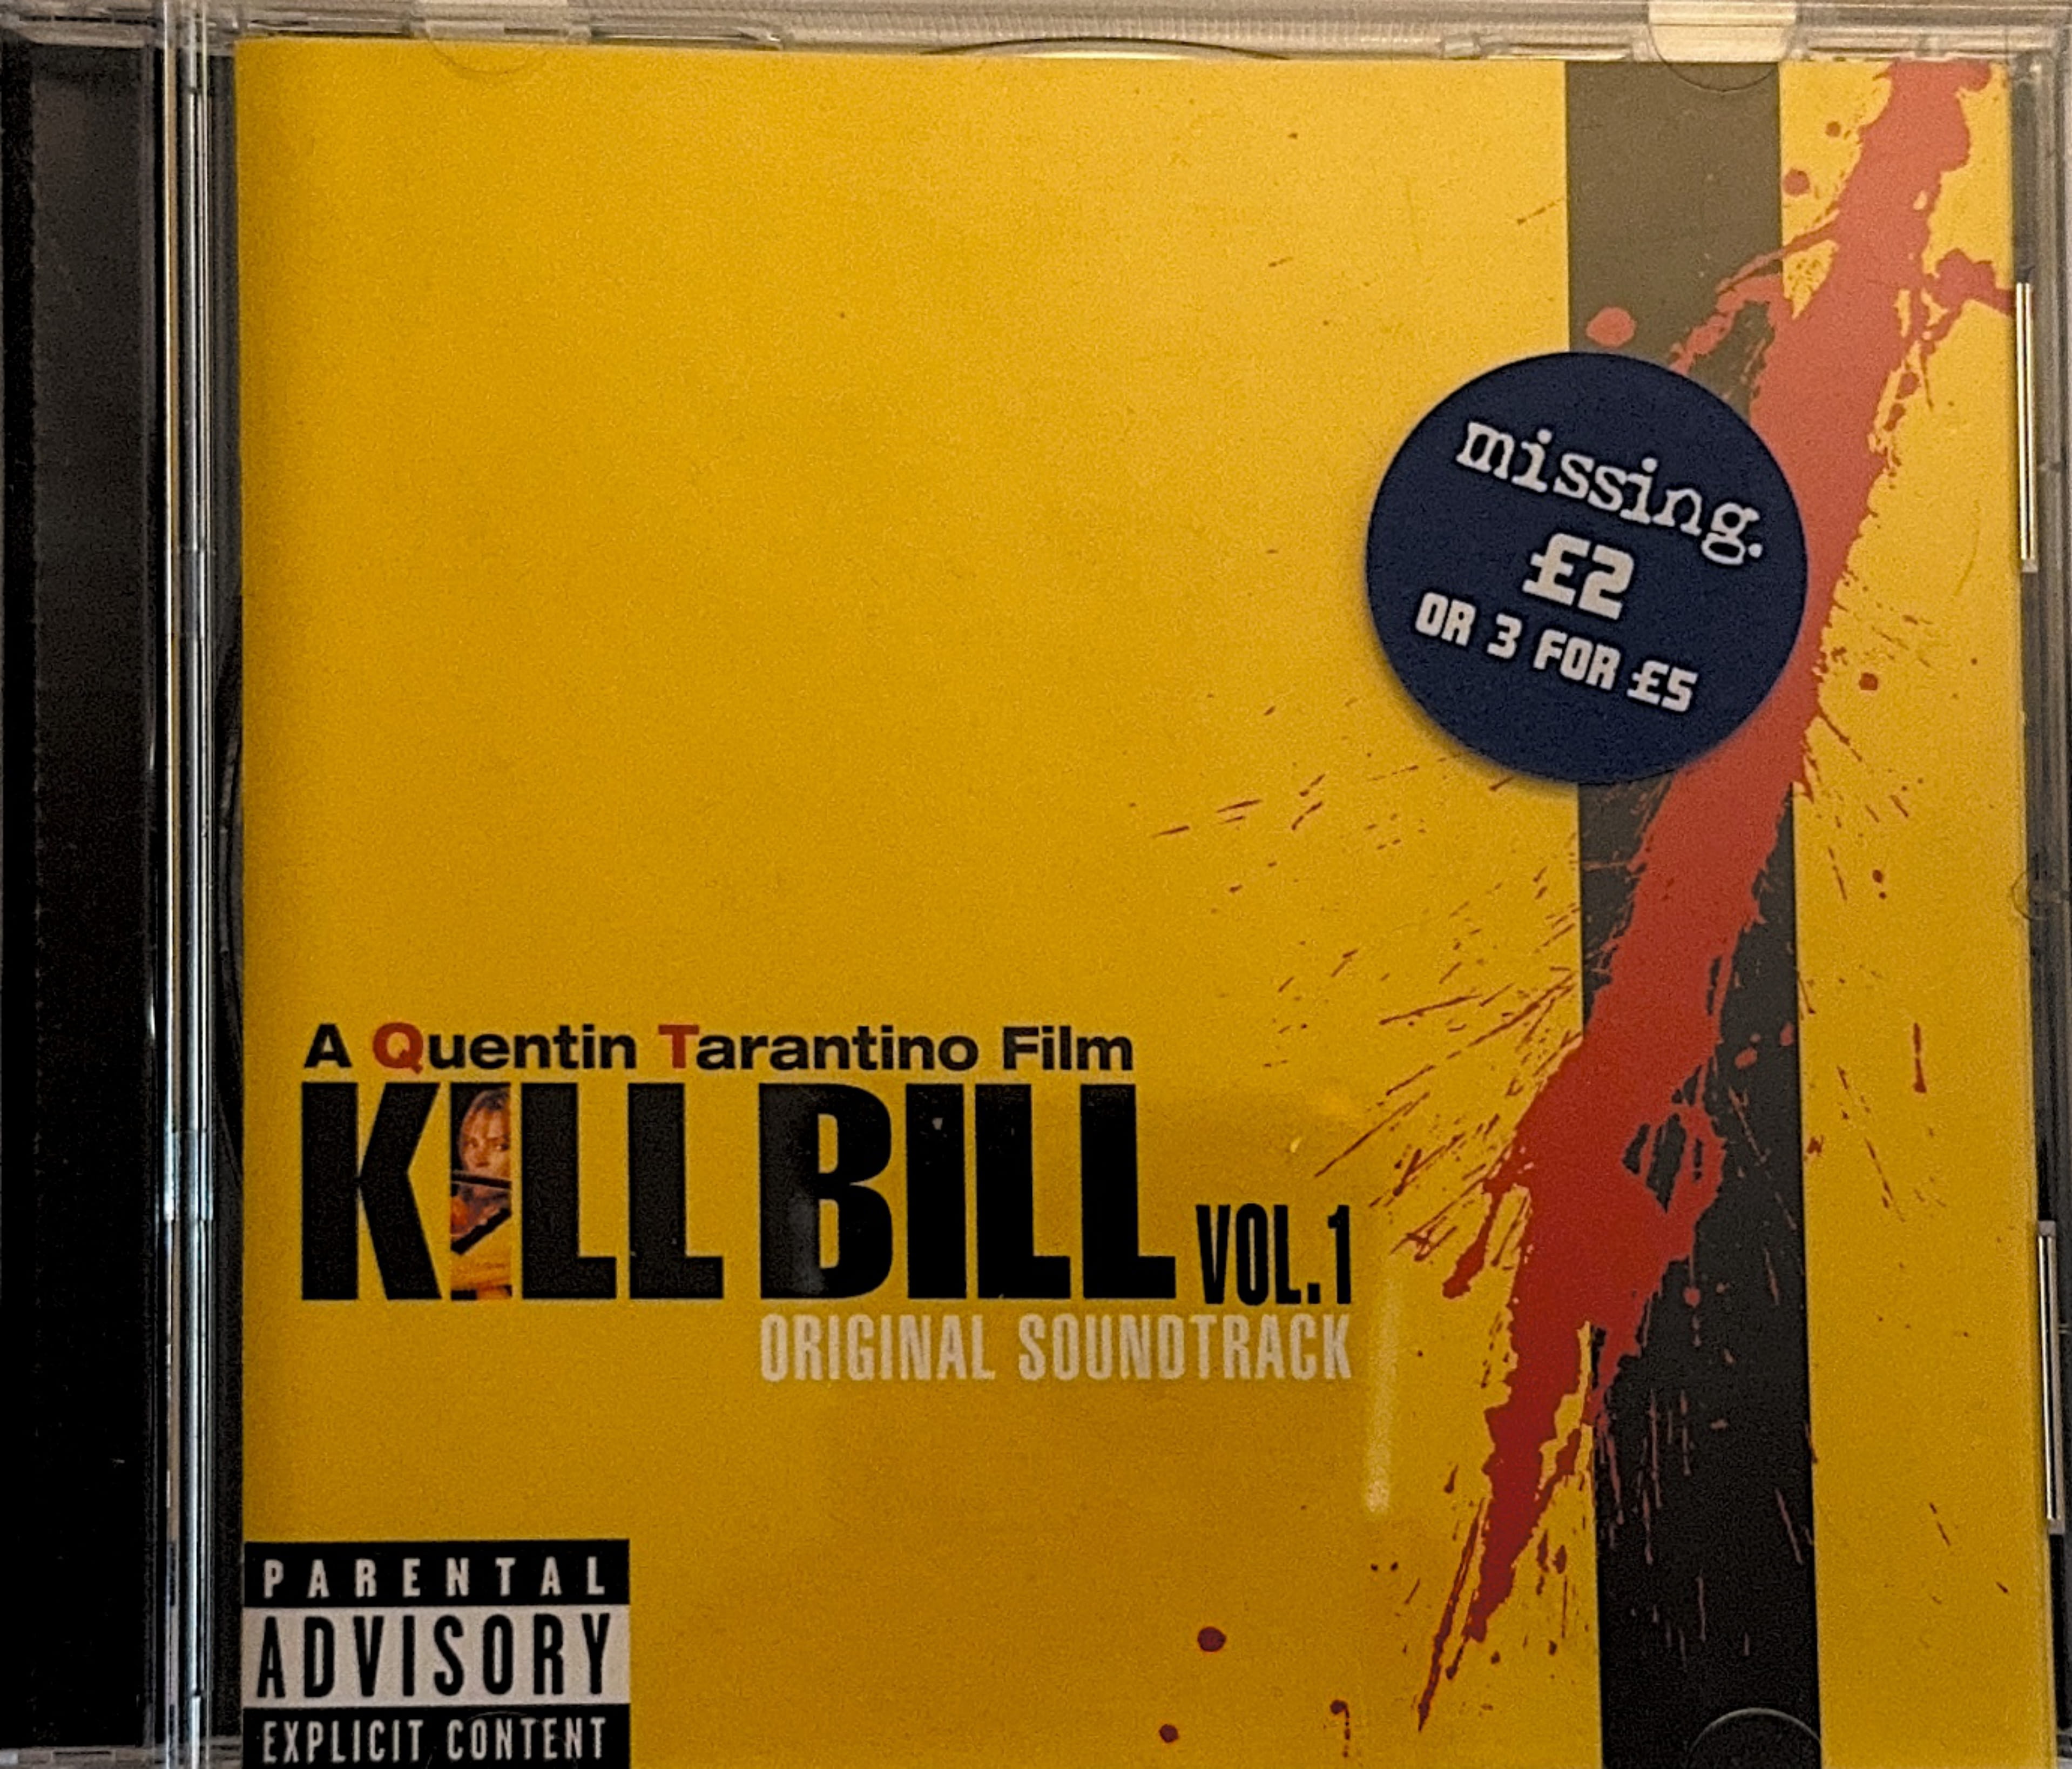 missing.
£2
OR 3 FOR £5
A Quentin Tarantino Film
KILL BILL VOL.1
ORIGINAL SOUNDTRACK
PARENTAL
ADVISORY
EXPLICIT CONTENT